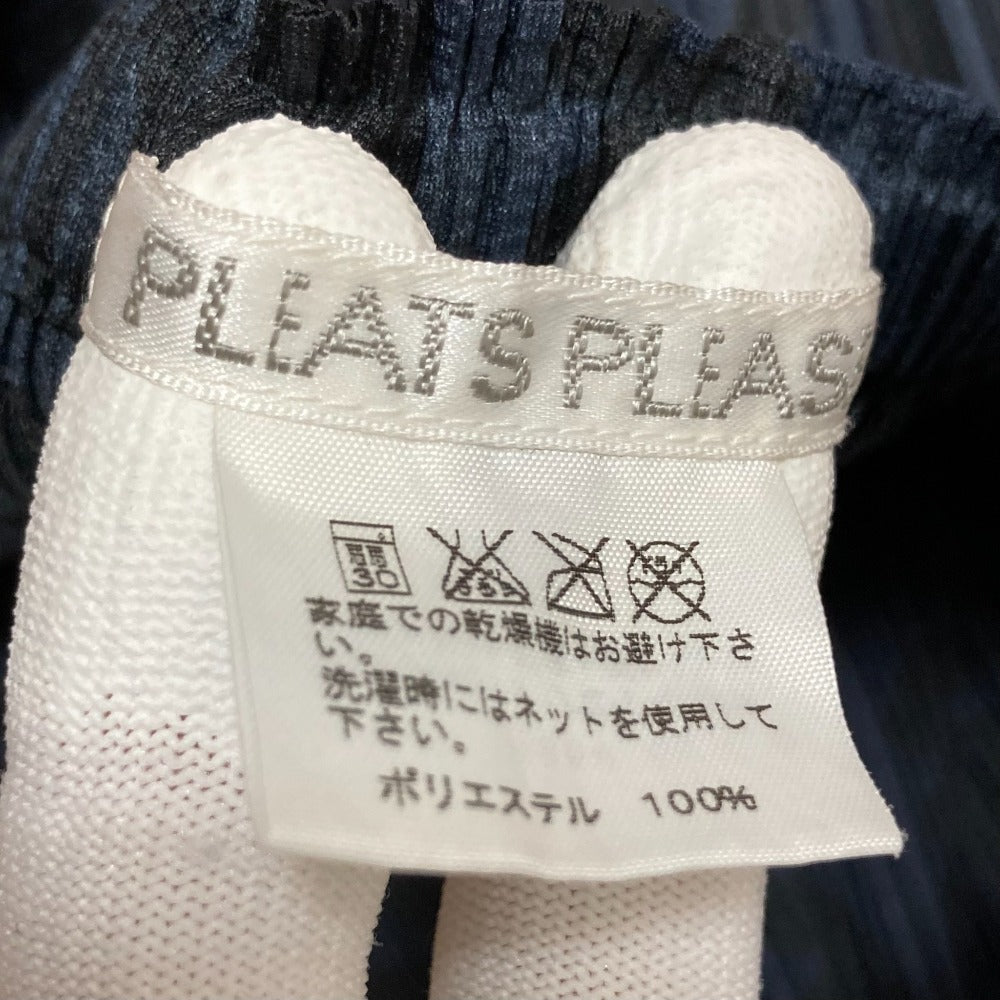 PLEATS PLEAS
家庭での乾燥機はお避け下さ
い。
洗濯時にはネットを使用して
下さい。
ポリエステル 100%